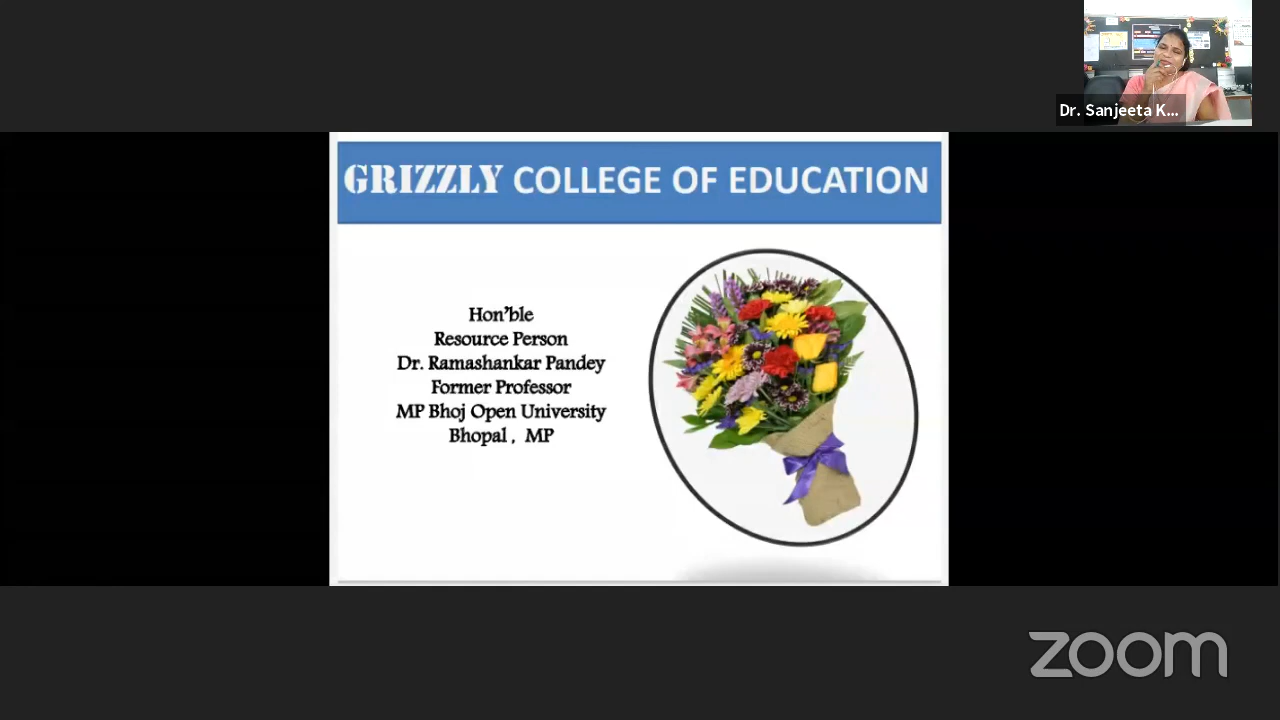 Dr. Sanjeeta K...
GRIZZLY COLLEGE OF EDUCATION
Hon'ble
Resource Person
Dr. Ramashankar Pandey
Former Professor
MP Bhoj Open University
Bhopal , MP
zoom